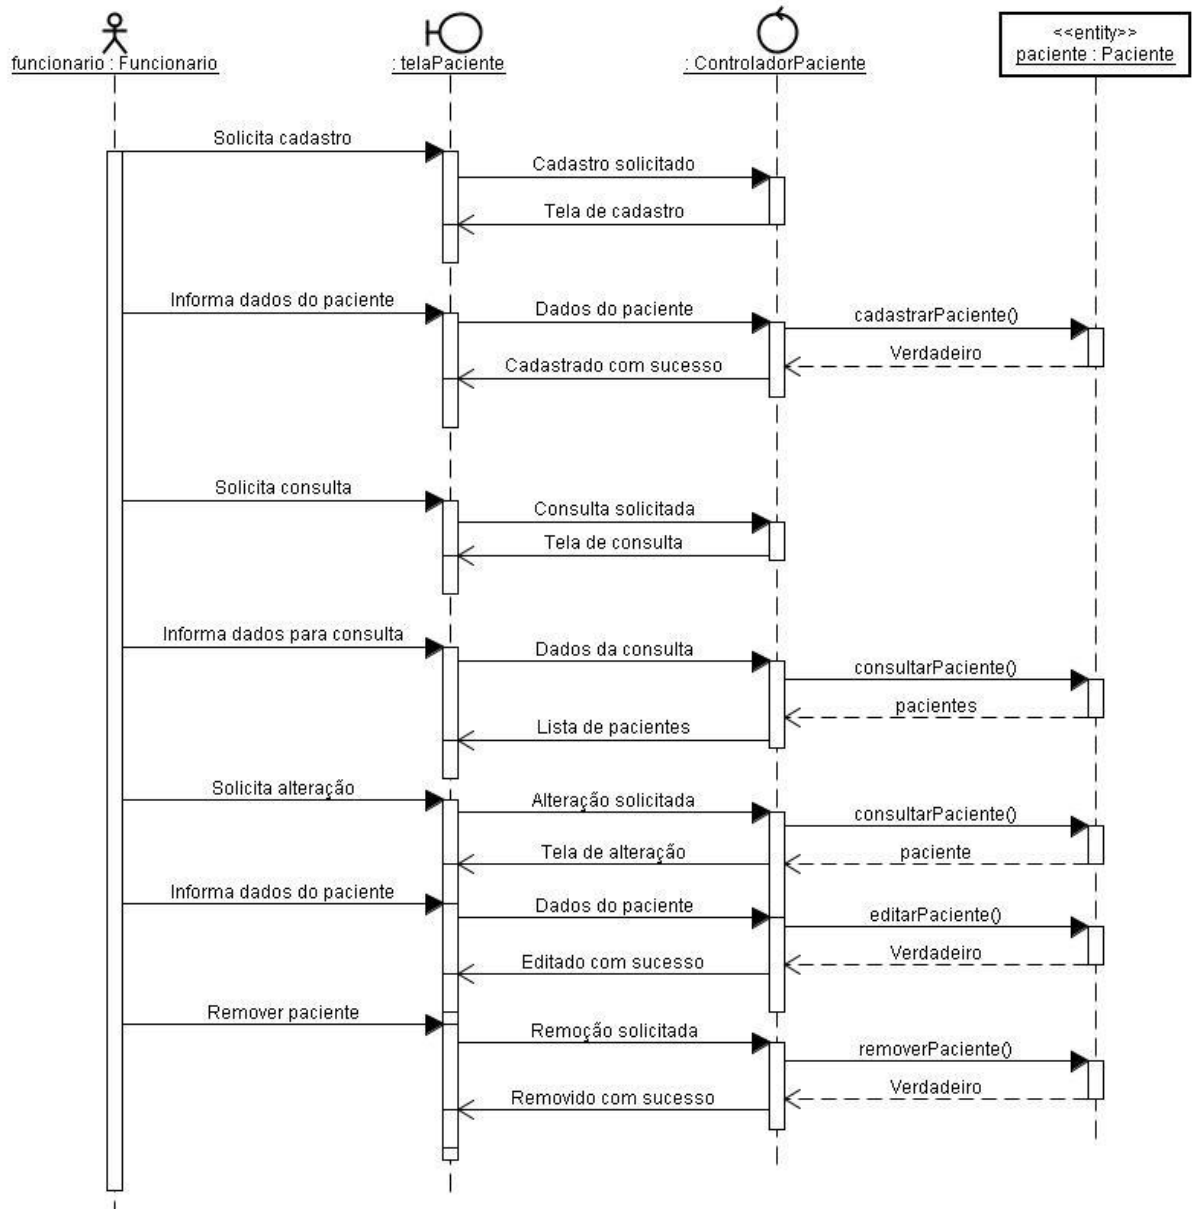 funcionario : Funcionario
: telaPaciente
: ControladorPaciente
<<entity>>
paciente : Paciente
Solicita cadastro
Cadastro solicitado
Tela de cadastro
Informa dados do paciente
Dados do paciente
cadastrarPaciente()
Verdadeiro
Cadastrado com sucesso
Solicita consulta
Consulta solicitada
Tela de consulta
Informa dados para consulta
Dados da consulta
consultarPaciente()
pacientes
Lista de pacientes
Solicita alteração
Alteração solicitada
consultarPaciente()
paciente
Tela de alteração
Informa dados do paciente
Dados do paciente
editarPaciente()
Verdadeiro
Editado com sucesso
Remover paciente
Remoção solicitada
removerPaciente()
Verdadeiro
Removido com sucesso